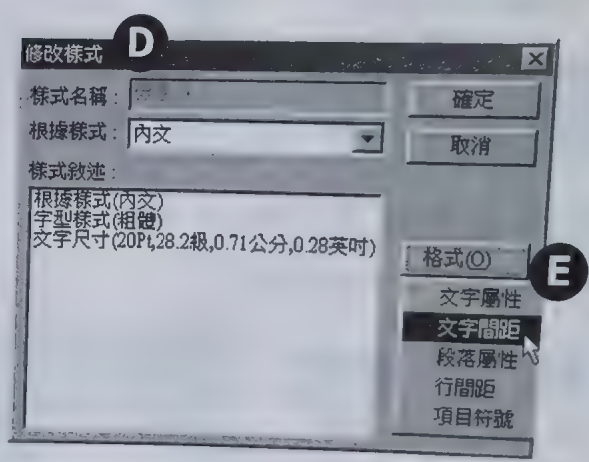 修改樣式 D
樣式名稱：
根據樣式：內文
樣式敘述：
根據樣式(內文)
字型樣式(粗體)
文字尺寸(20Pt,28.2級,0.71公分,0.28英吋)
確定
取消
格式(O) E
文字屬性
文字間距
段落屬性
行間距
項目符號